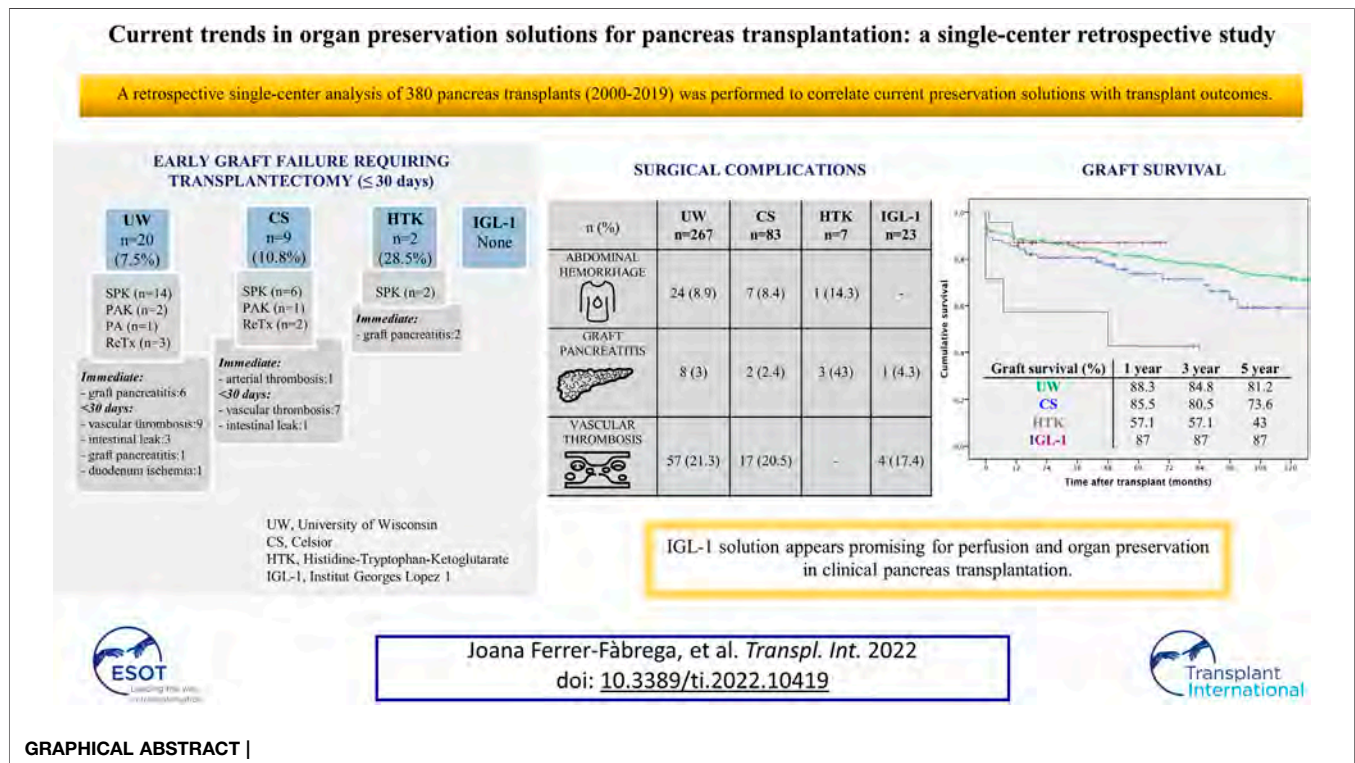 Current trends in organ preservation solutions for pancreas transplantation: a single-center retrospective study
A retrospective single-center analysis of 380 pancreas transplants (2000-2019) was performed to correlate current preservation solutions with transplant outcomes.
EARLY GRAFT FAILURE REQUIRING
TRANSPLANTECTOMY (≤ 30 days)
UW
n=20
(7.5%)
SPK (n=14)
PAK (n=2)
PA (n=1)
ReTx (n=3)
Immediate:
- graft pancreatitis:6
<30 days:
- vascular thrombosis:9
- intestinal leak:3
- graft pancreatitis:1
- duodenum ischemia:1
CS
n=9
(10.8%)
SPK (n=6)
PAK (n=1)
ReTx (n=2)
Immediate:
- arterial thrombosis:1
<30 days:
- vascular thrombosis:7
- intestinal leak:1
HTK
n=2
(28.5%)
SPK (n=2)
Immediate:
- graft pancreatitis:2
IGL-1
None
UW, University of Wisconsin
CS, Celsior
HTK, Histidine-Tryptophan-Ketoglutarate
IGL-1, Institut Georges Lopez 1
SURGICAL COMPLICATIONS
n (%) UW n=267 CS n=83 HTK n=7 IGL-1 n=23
ABDOMINAL HEMORRHAGE 24 (8.9) 7 (8.4) 1 (14.3) -
GRAFT PANCREATITIS 8 (3) 2 (2.4) 3 (43) 1 (4.3)
VASCULAR THROMBOSIS 57 (21.3) 17 (20.5) - 4 (17.4)
GRAFT SURVIVAL
Cumulative survival
Graft survival (%) 1 year 3 year 5 year
UW 88.3 84.8 81.2
CS 85.5 80.5 73.6
HTK 57.1 57.1 43
IGL-1 87 87 87
Time after transplant (months)
IGL-1 solution appears promising for perfusion and organ preservation
in clinical pancreas transplantation.
ESOT
Joana Ferrer-Fàbrega, et al. Transpl. Int. 2022
doi: 10.3389/ti.2022.10419
Transplant
International
GRAPHICAL ABSTRACT |